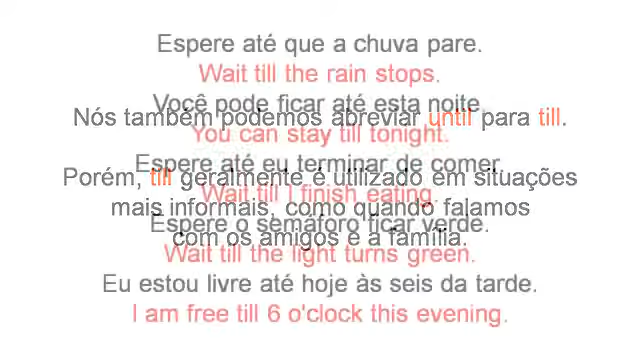 Espere até que a chuva pare.
Wait till the rain stops.
Você pode ficar até esta noite.
Nós também podemos abreviar until para till.
You can stay till tonight.
Espere até eu terminar de comer.
Porém, till geralmente é utilizado em situações
Wait till I finish eating.
mais informais, como quando falamos
Espere o semáforo ficar verde.
com os amigos e a família.
Wait till the light turns green.
Eu estou livre até hoje às seis da tarde.
I am free till 6 o'clock this evening.